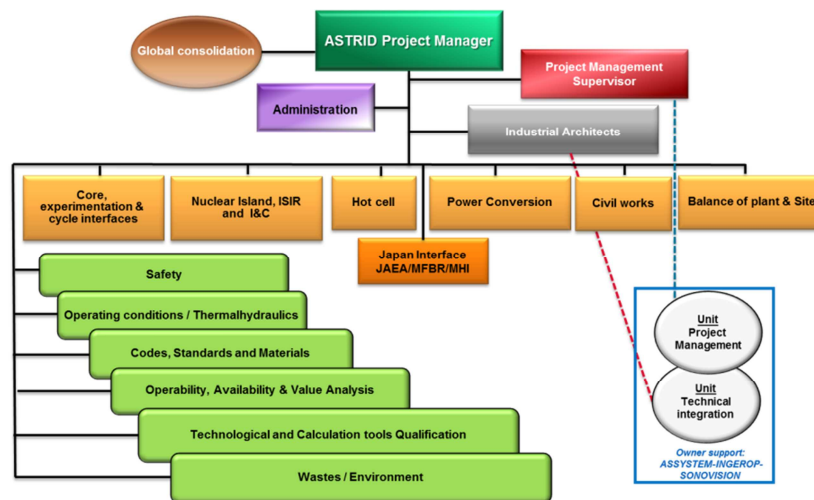 Global consolidation
ASTRID Project Manager
Project Management
Supervisor
Administration
Industrial Architects
Core,
experimentation &
cycle interfaces
Nuclear Island, ISIR
and I&C
Hot cell
Power Conversion
Civil works
Balance of plant & Site
Japan Interface
JAEA/MFBR/MHI
Safety
Operating conditions / Thermalhydraulics
Codes, Standards and Materials
Operability, Availability & Value Analysis
Technological and Calculation tools Qualification
Wastes / Environment
Unit
Project
Management
Unit
Technical
integration
Owner support:
ASSYSTEM-INGEROP-
SONOVISION